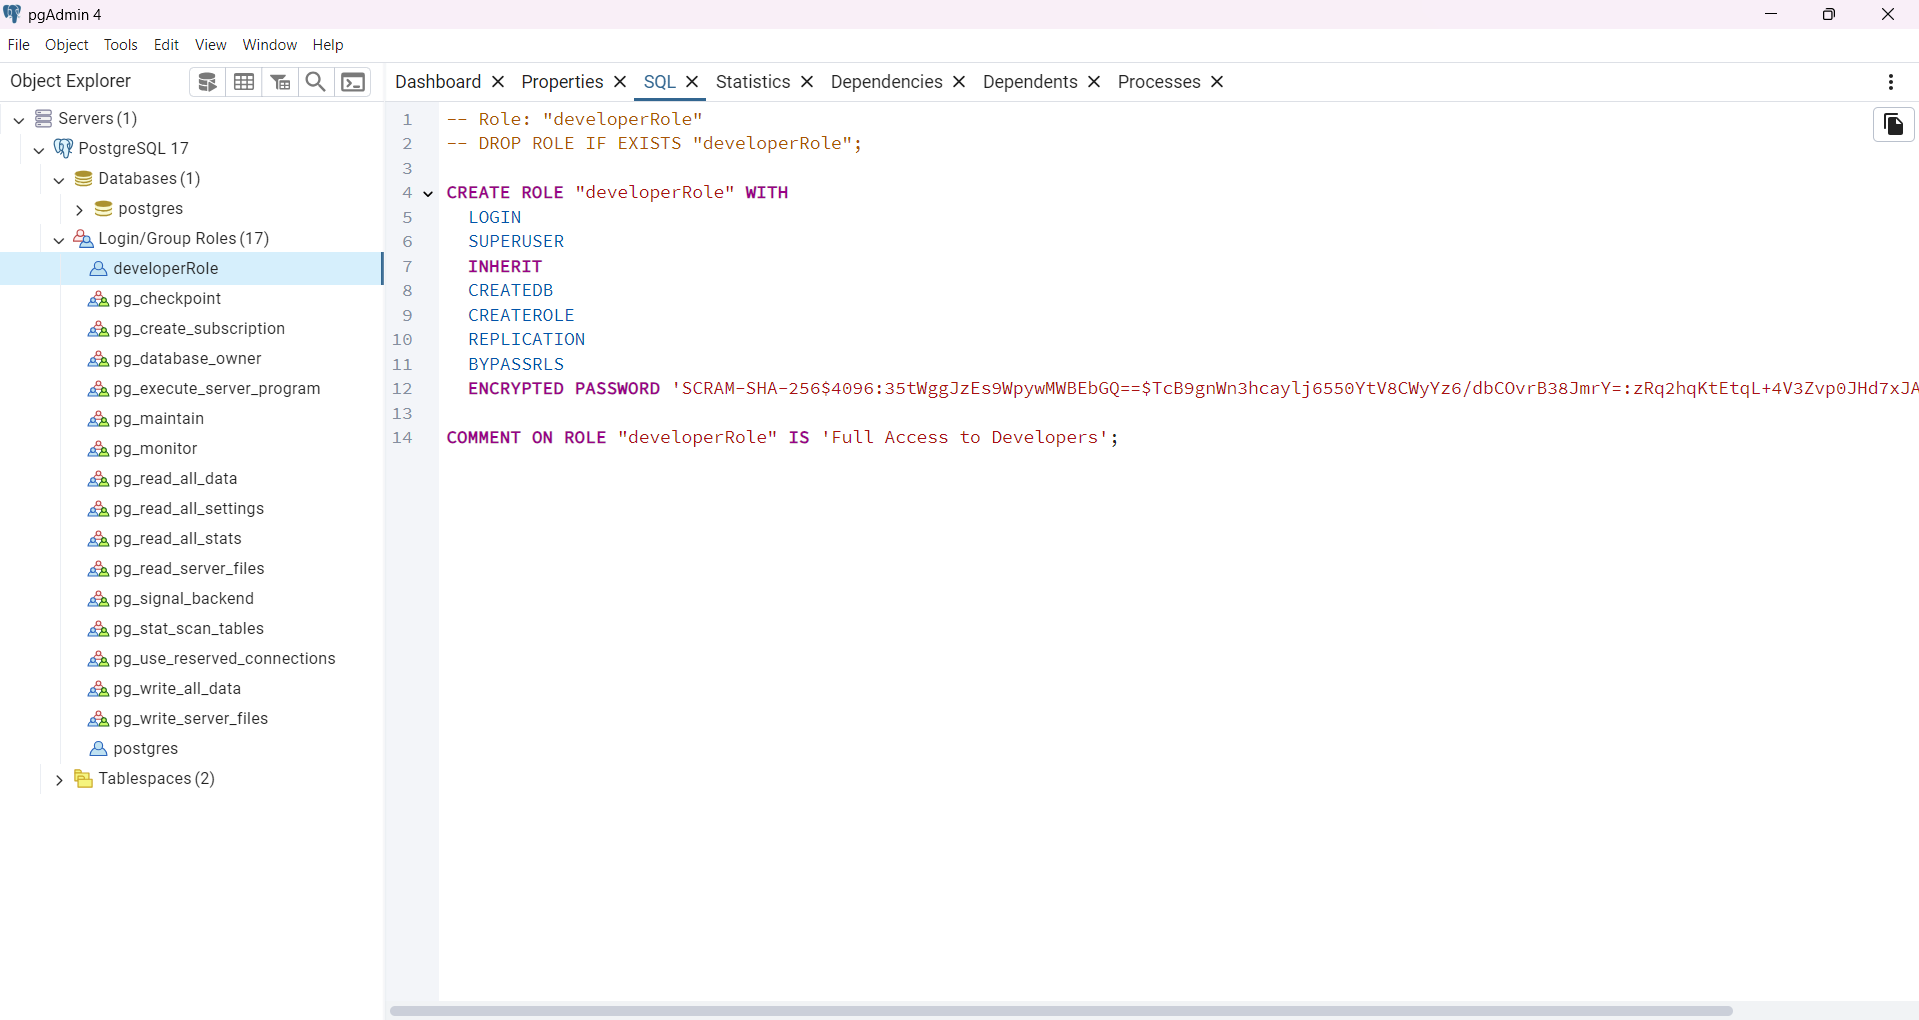 pgAdmin 4
File Object Tools Edit View Window Help
Object Explorer
Dashboard Properties SQL Statistics Dependencies Dependents Processes
Servers (1)
PostgreSQL 17
Databases (1)
postgres
Login/Group Roles (17)
developerRole
pg_checkpoint
pg_create_subscription
pg_database_owner
pg_execute_server_program
pg_maintain
pg_monitor
pg_read_all_data
pg_read_all_settings
pg_read_all_stats
pg_read_server_files
pg_signal_backend
pg_stat_scan_tables
pg_use_reserved_connections
pg_write_all_data
pg_write_server_files
postgres
Tablespaces (2)
1 -- Role: "developerRole"
2 -- DROP ROLE IF EXISTS "developerRole";
3
4 CREATE ROLE "developerRole" WITH
5 LOGIN
6 SUPERUSER
7 INHERIT
8 CREATEDB
9 CREATEROLE
10 REPLICATION
11 BYPASSRLS
12 ENCRYPTED PASSWORD 'SCRAM-SHA-256$4096:35tWggJzEs9WpywMWBEbGQ==$TcB9gnWn3hcaylj6550YtV8CWyYz6/dbCOvrB38JmrY=:zRq2hqKtEtqL+4V3Zvp0JHd7xJA
13
14 COMMENT ON ROLE "developerRole" IS 'Full Access to Developers';